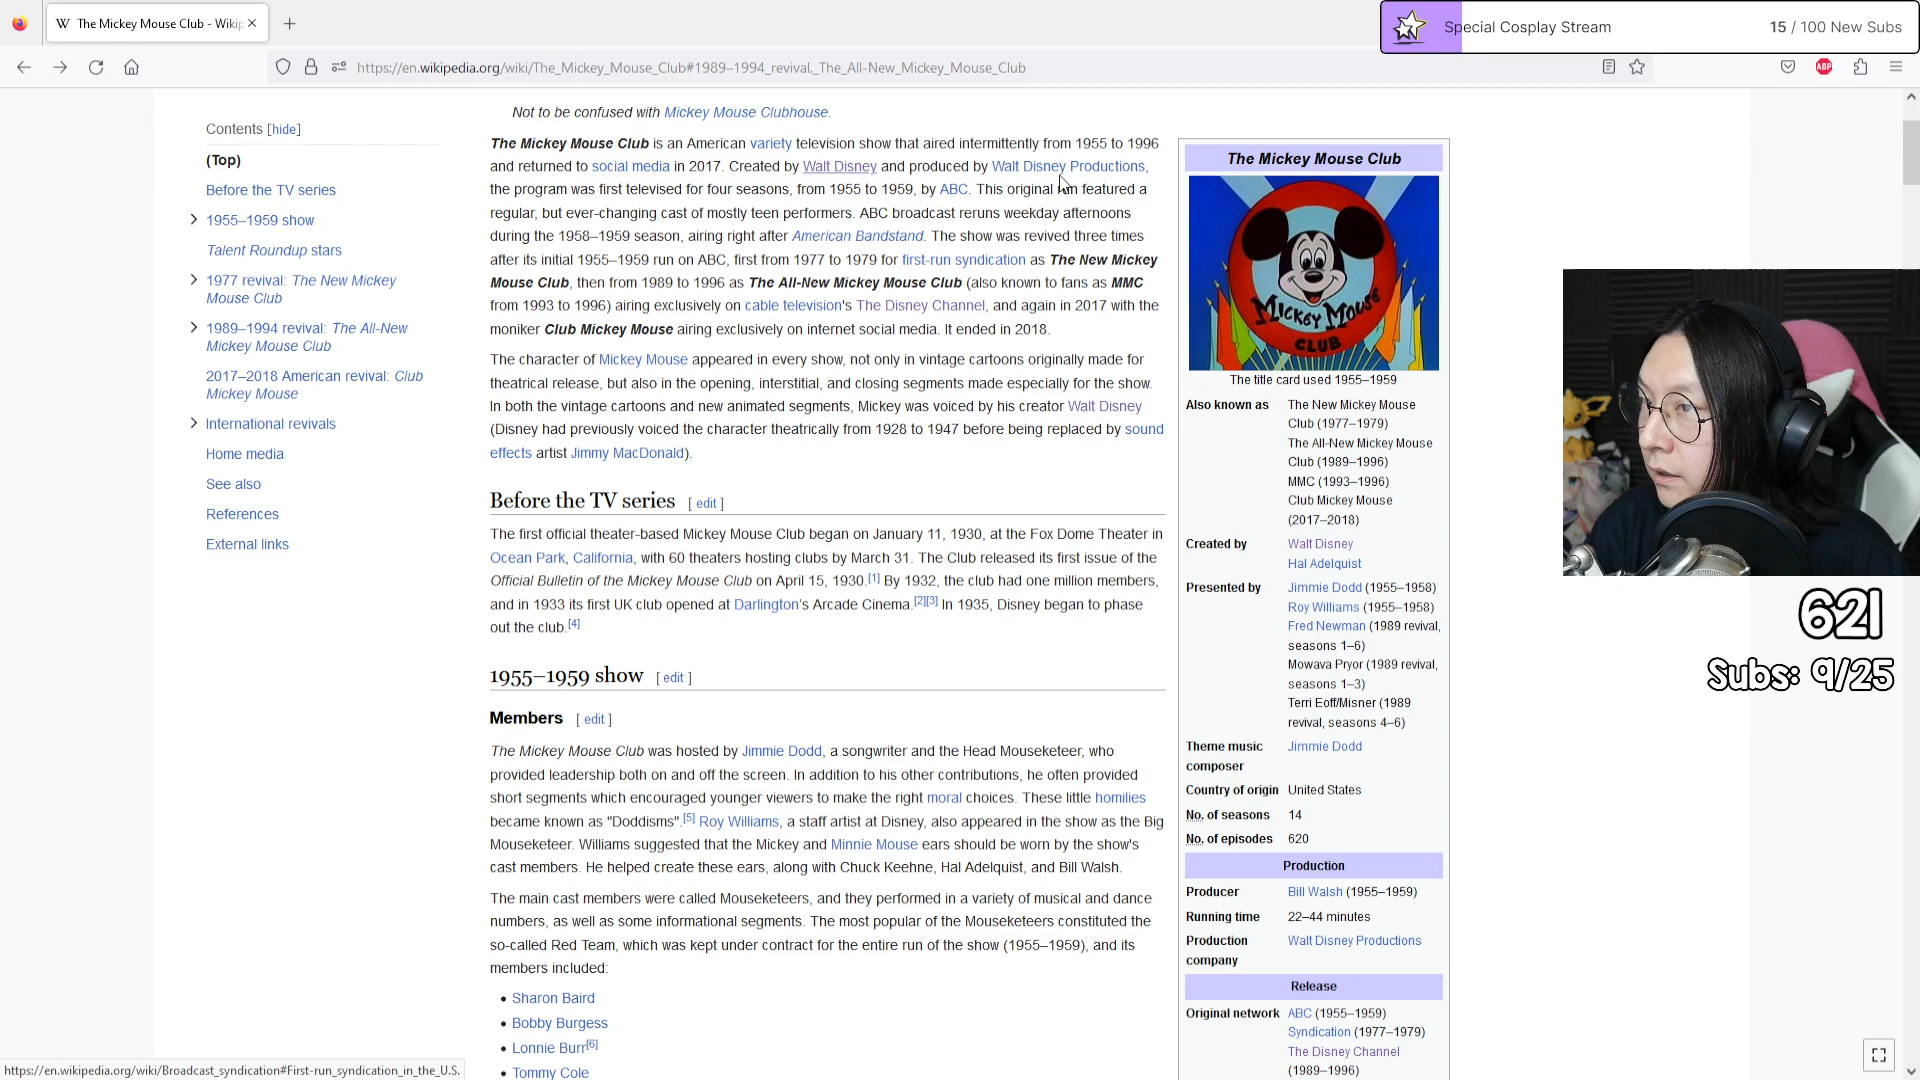 The Mickey Mouse Club - Wikip
Special Cosplay Stream
15 / 100 New Subs
https://en.wikipedia.org/wiki/The_Mickey_Mouse_Club#1989–1994_revival,_The_All-New_Mickey_Mouse_Club
ABP
Contents [hide]
(Top)
Before the TV series
1955–1959 show
Talent Roundup stars
1977 revival: The New Mickey
Mouse Club
1989–1994 revival: The All-New
Mickey Mouse Club
2017–2018 American revival: Club
Mickey Mouse
International revivals
Home media
See also
References
External links
Not to be confused with Mickey Mouse Clubhouse.
The Mickey Mouse Club is an American variety television show that aired intermittently from 1955 to 1996
and returned to social media in 2017. Created by Walt Disney and produced by Walt Disney Productions,
the program was first televised for four seasons, from 1955 to 1959, by ABC. This original run featured a
regular, but ever-changing cast of mostly teen performers. ABC broadcast reruns weekday afternoons
during the 1958–1959 season, airing right after American Bandstand. The show was revived three times
after its initial 1955–1959 run on ABC, first from 1977 to 1979 for first-run syndication as The New Mickey
Mouse Club, then from 1989 to 1996 as The All-New Mickey Mouse Club (also known to fans as MMC
from 1993 to 1996) airing exclusively on cable television's The Disney Channel, and again in 2017 with the
moniker Club Mickey Mouse airing exclusively on internet social media. It ended in 2018.
The character of Mickey Mouse appeared in every show, not only in vintage cartoons originally made for
theatrical release, but also in the opening, interstitial, and closing segments made especially for the show.
In both the vintage cartoons and new animated segments, Mickey was voiced by his creator Walt Disney
(Disney had previously voiced the character theatrically from 1928 to 1947 before being replaced by sound
effects artist Jimmy MacDonald).
Before the TV series [ edit ]
The first official theater-based Mickey Mouse Club began on January 11, 1930, at the Fox Dome Theater in
Ocean Park, California, with 60 theaters hosting clubs by March 31. The Club released its first issue of the
Official Bulletin of the Mickey Mouse Club on April 15, 1930.[1] By 1932, the club had one million members,
and in 1933 its first UK club opened at Darlington's Arcade Cinema.[2][3] In 1935, Disney began to phase
out the club.[4]
1955–1959 show [ edit ]
Members [ edit ]
The Mickey Mouse Club was hosted by Jimmie Dodd, a songwriter and the Head Mouseketeer, who
provided leadership both on and off the screen. In addition to his other contributions, he often provided
short segments which encouraged younger viewers to make the right moral choices. These little homilies
became known as "Doddisms".[5] Roy Williams, a staff artist at Disney, also appeared in the show as the Big
Mouseketeer. Williams suggested that the Mickey and Minnie Mouse ears should be worn by the show's
cast members. He helped create these ears, along with Chuck Keehne, Hal Adelquist, and Bill Walsh.
The main cast members were called Mouseketeers, and they performed in a variety of musical and dance
numbers, as well as some informational segments. The most popular of the Mouseketeers constituted the
so-called Red Team, which was kept under contract for the entire run of the show (1955–1959), and its
members included:
Sharon Baird
Bobby Burgess
Lonnie Burr[6]
Tommy Cole
The Mickey Mouse Club
MICKEY MOUSE
CLUB
The title card used 1955–1959
Also known as The New Mickey Mouse
Club (1977–1979)
The All-New Mickey Mouse
Club (1989–1996)
MMC (1993–1996)
Club Mickey Mouse
(2017–2018)
Created by Walt Disney
Hal Adelquist
Presented by Jimmie Dodd (1955–1958)
Roy Williams (1955–1958)
Fred Newman (1989 revival,
seasons 1–6)
Mowava Pryor (1989 revival,
seasons 1–3)
Terri Eoff/Misner (1989
revival, seasons 4–6)
Theme music Jimmie Dodd
composer
Country of origin United States
No. of seasons 14
No. of episodes 620
Production
Producer Bill Walsh (1955–1959)
Running time 22–44 minutes
Production Walt Disney Productions
company
Release
Original network ABC (1955–1959)
Syndication (1977–1979)
The Disney Channel
(1989–1996)
621
Subs: 9/25
https://en.wikipedia.org/wiki/Broadcast_syndication#First-run_syndication_in_the_U.S.